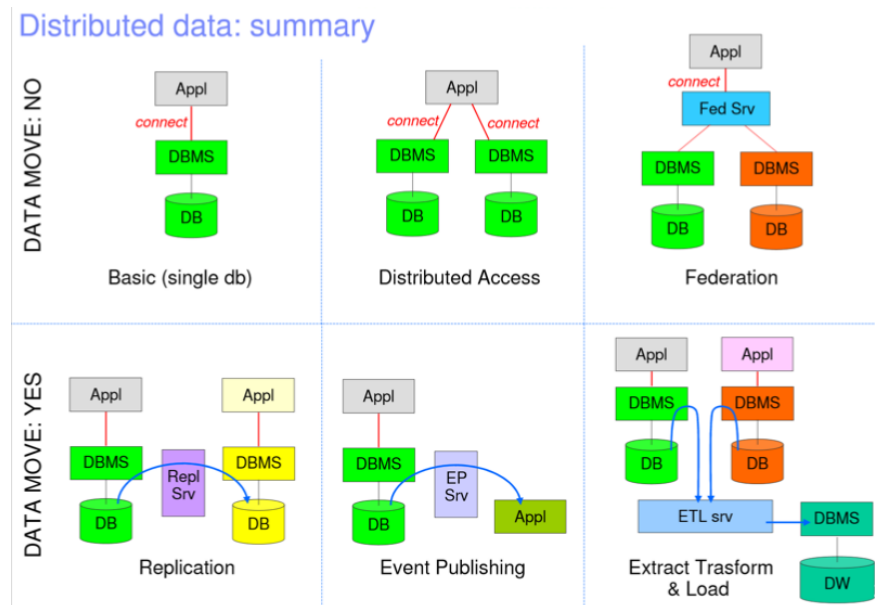 Distributed data: summary
DATA MOVE: NO
Appl
connect
DBMS
DB
Basic (single db)
Appl
connect connect
DBMS DBMS
DB DB
Distributed Access
Appl
connect
Fed Srv
DBMS DBMS
DB DB
Federation
DATA MOVE: YES
Appl Appl
DBMS DBMS
Repl
Srv
DB DB
Replication
Appl
DBMS
EP
Srv
DB
Appl
Event Publishing
Appl Appl
DBMS DBMS
DB DB
ETL srv
DBMS
DW
Extract Trasform
& Load